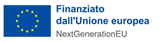 Finanziato
dall'Unione europea
NextGenerationEU